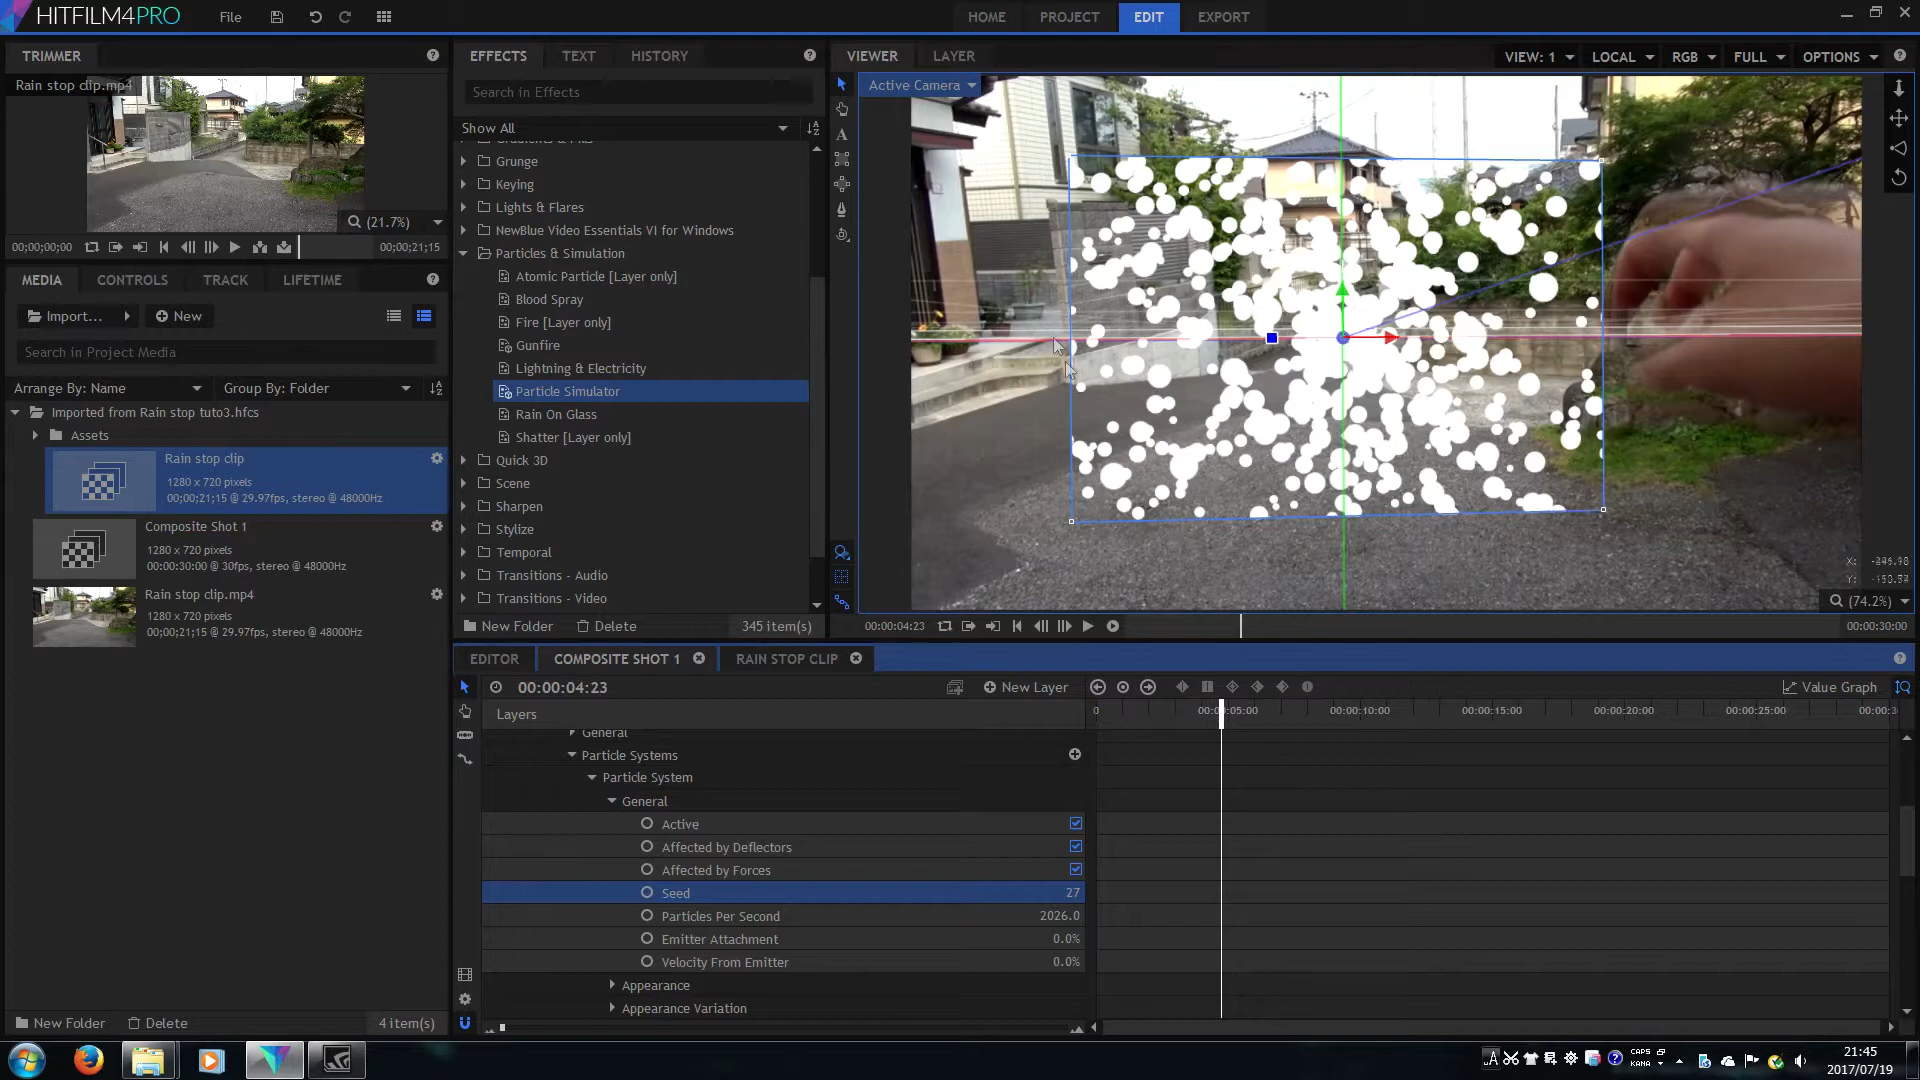 HITFILM4PRO
File
HOME
PROJECT
EDIT
EXPORT
TRIMMER
Rain stop clip.mp4
(21.7%)
00;00;00;00
00;00;21;15
MEDIA
CONTROLS
TRACK
LIFETIME
Import...
New
Search in Project Media
Arrange By: Name
Group By: Folder
Imported from Rain stop tuto3.hfcs
Assets
Rain stop clip
1280 x 720 pixels
00;00;21;15 @ 29.97fps, stereo @ 48000Hz
Composite Shot 1
1280 x 720 pixels
00:00:30:00 @ 30fps, stereo @ 48000Hz
Rain stop clip.mp4
1280 x 720 pixels
00;00;21;15 @ 29.97fps, stereo @ 48000Hz
New Folder
Delete
4 item(s)
EFFECTS
TEXT
HISTORY
Search in Effects
Show All
Grunge
Keying
Lights & Flares
NewBlue Video Essentials VI for Windows
Particles & Simulation
Atomic Particle [Layer only]
Blood Spray
Fire [Layer only]
Gunfire
Lightning & Electricity
Particle Simulator
Rain On Glass
Shatter [Layer only]
Quick 3D
Scene
Sharpen
Stylize
Temporal
Transitions - Audio
Transitions - Video
New Folder
Delete
345 item(s)
VIEWER
LAYER
VIEW: 1
LOCAL
RGB
FULL
OPTIONS
Active Camera
X:
Y:
(74.2%)
00:00:04:23
00:00:30:00
EDITOR
COMPOSITE SHOT 1
RAIN STOP CLIP
00:00:04:23
New Layer
Value Graph
Layers
0
00:00:05:00
00:00:10:00
00:00:15:00
00:00:20:00
00:00:25:00
00:00:3
General
Particle Systems
Particle System
General
Active
Affected by Deflectors
Affected by Forces
Seed
27
Particles Per Second
2026.0
Emitter Attachment
0.0%
Velocity From Emitter
0.0%
Appearance
Appearance Variation
A
CAPS
KANA
21:45
2017/07/19